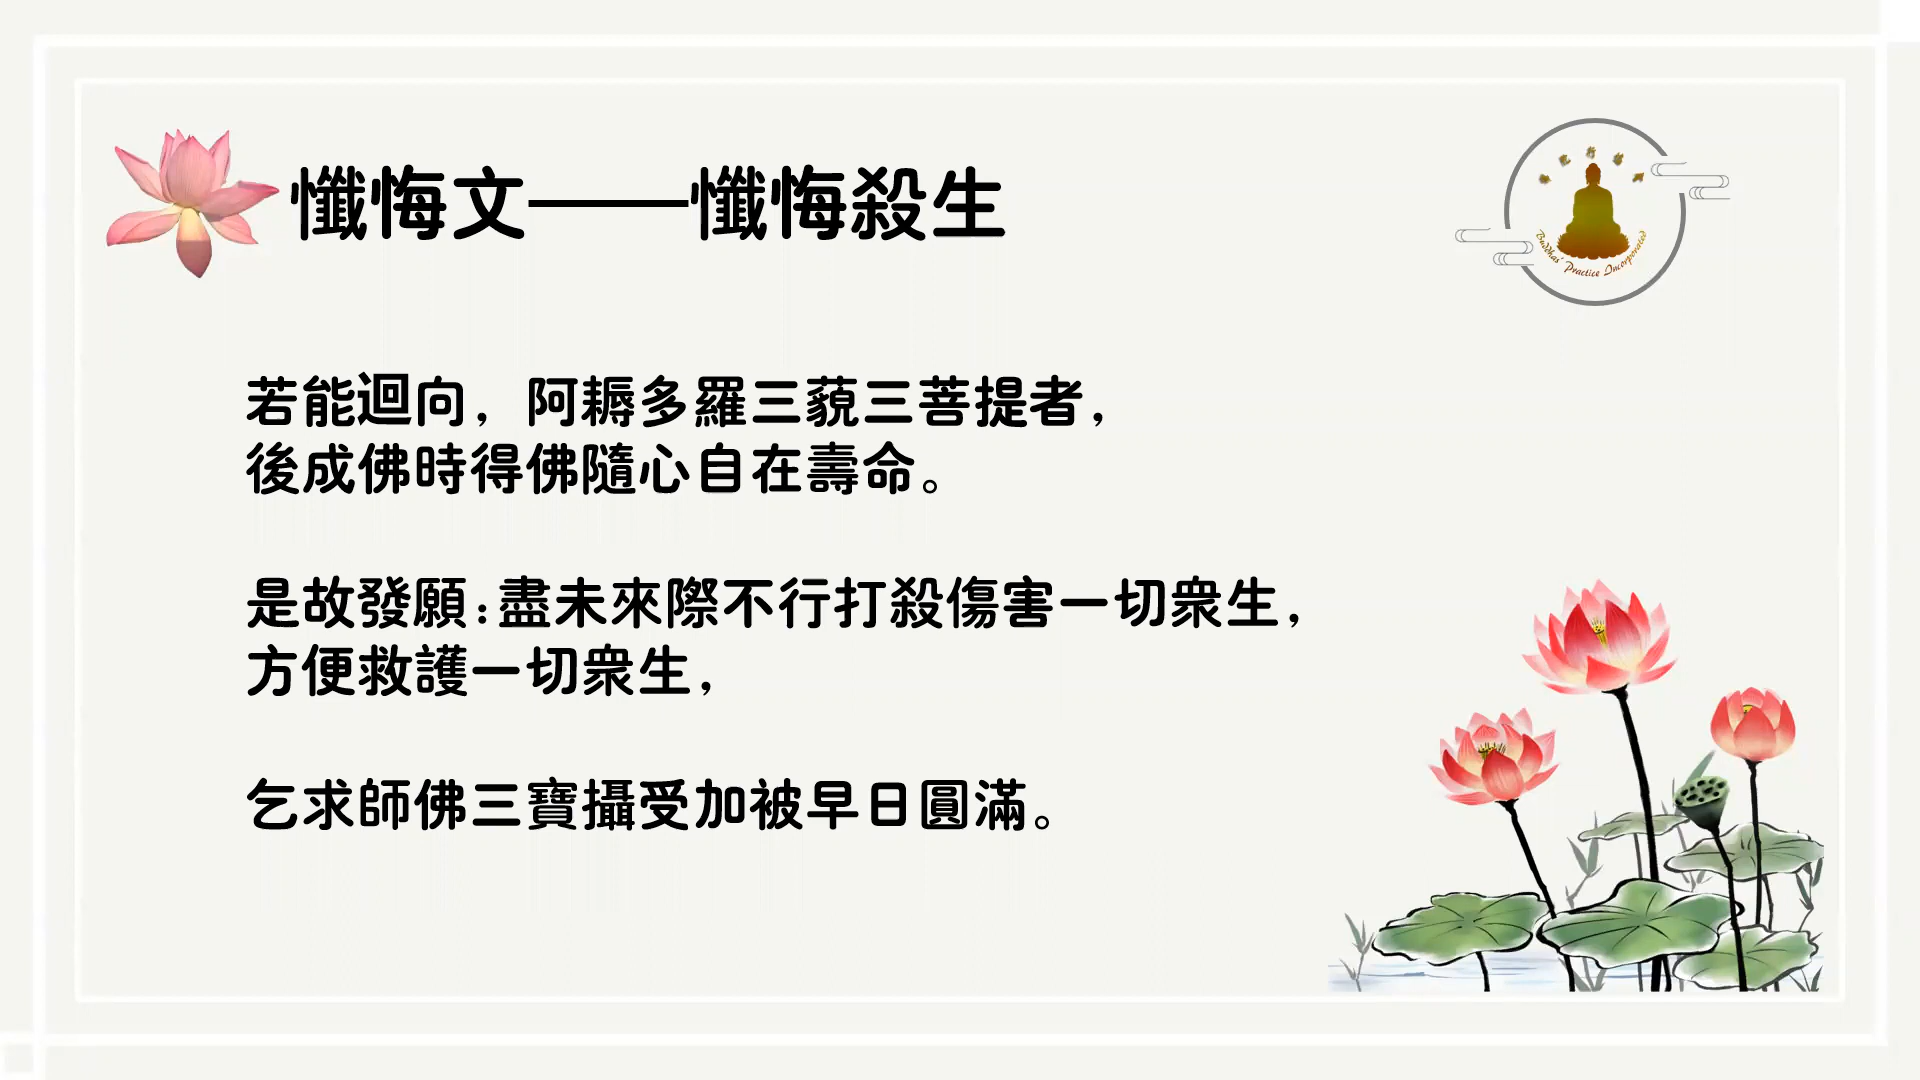 懺悔文——懺悔殺生
Buddhas' Practice Incorporated
若能迴向，阿耨多羅三藐三菩提者，
後成佛時得佛隨心自在壽命。
是故發願:盡未來際不行打殺傷害一切衆生，
方便救護一切衆生，
乞求師佛三寶攝受加被早日圓滿。